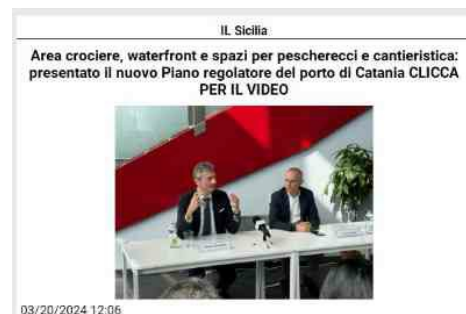 IL Sicilia
Area crociere, waterfront e spazi per pescherecci e cantieristica:
presentato il nuovo Piano regolatore del porto di Catania CLICCA
PER IL VIDEO
03/20/2024 12:06